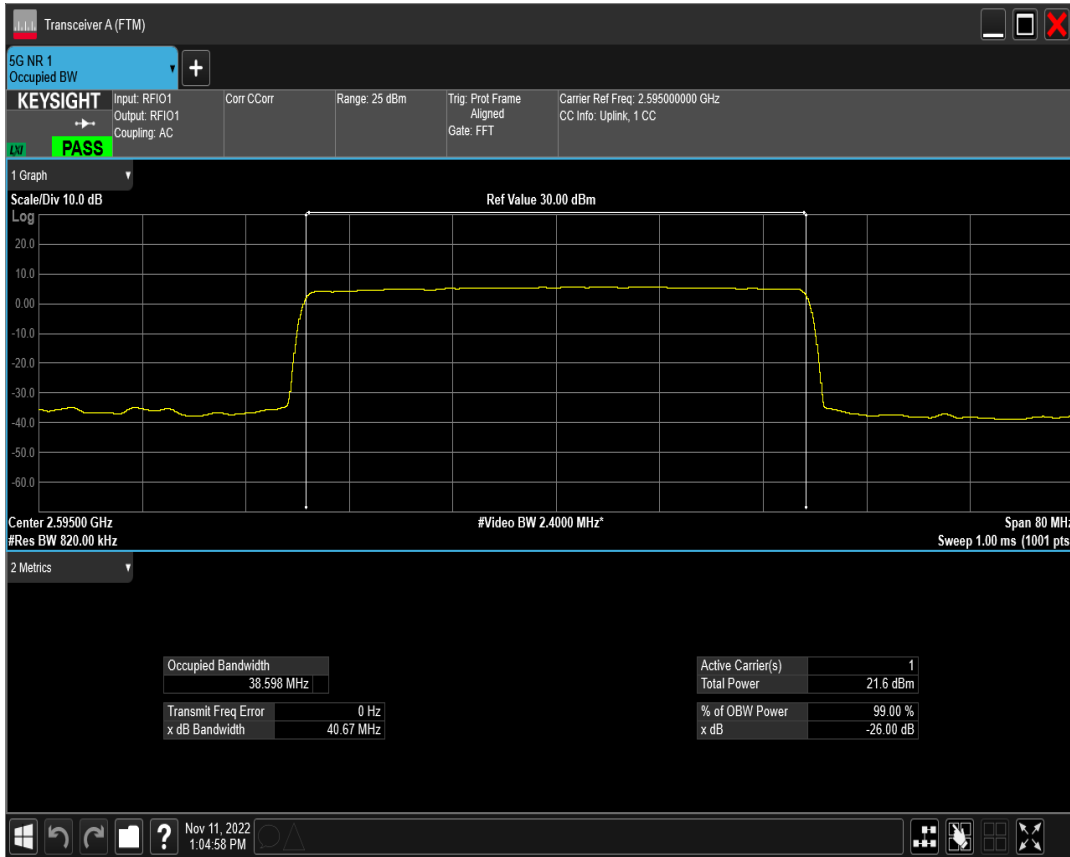 Transceiver A (FTM)
5G NR 1
Occupied BW
+
KEYSIGHT
LXI
PASS
Input: RFIO1
Output: RFIO1
Coupling: AC
Corr CCorr
Range: 25 dBm
Trig: Prot Frame
Aligned
Gate: FFT
Carrier Ref Freq: 2.595000000 GHz
CC Info: Uplink, 1 CC
1 Graph
Scale/Div 10.0 dB
Ref Value 30.00 dBm
Log
20.0
10.0
0.00
-10.0
-20.0
-30.0
-40.0
-50.0
-60.0
Center 2.59500 GHz
#Video BW 2.4000 MHz*
Span 80 MHz
#Res BW 820.00 kHz
Sweep 1.00 ms (1001 pts
2 Metrics
Occupied Bandwidth
38.598 MHz
Transmit Freq Error 0 Hz
x dB Bandwidth 40.67 MHz
Active Carrier(s) 1
Total Power 21.6 dBm
% of OBW Power 99.00 %
x dB -26.00 dB
?
Nov 11, 2022
1:04:58 PM